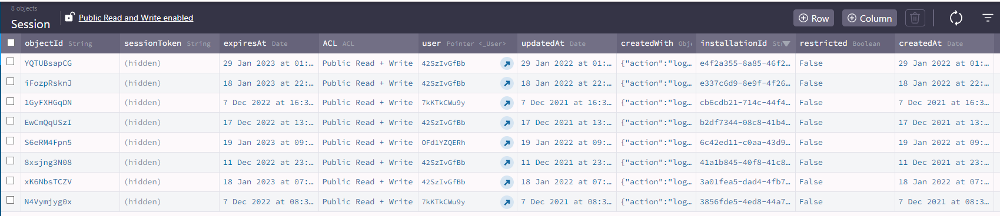 8 objects
Session
Public Read and Write enabled
Row Column
objectId String sessionToken String expiresAt Date ACL ACL user Pointer <_User> updatedAt Date createdWith Obj installationId Str restricted Boolean createdAt Date
YQTUBsapCG (hidden) 29 Jan 2023 at 01:… Public Read + Write 42SzIvGfBb 29 Jan 2022 at 01:… {"action":"log… e4f2a355-8a85-46f2… False 29 Jan 2022 at 01:…
iFozpRsknJ (hidden) 18 Jan 2023 at 22:… Public Read + Write 42SzIvGfBb 18 Jan 2022 at 22:… {"action":"log… e337c6d9-8e9f-4f26… False 18 Jan 2022 at 22:…
1GyFXHGqDN (hidden) 7 Dec 2022 at 16:3… Public Read + Write 7kKTkCWu9y 7 Dec 2021 at 16:3… {"action":"log… cb6cdb21-714c-44f4… False 7 Dec 2021 at 16:3…
EwCmQqUSzI (hidden) 17 Dec 2022 at 13:… Public Read + Write 42SzIvGfBb 17 Dec 2021 at 13:… {"action":"log… b2df7344-08c8-41b4… False 17 Dec 2021 at 13:…
S6eRM4Fpn5 (hidden) 19 Jan 2023 at 09:… Public Read + Write OFd1YZQERh 19 Jan 2022 at 09:… {"action":"log… 6c42ed11-c0aa-43d9… False 19 Jan 2022 at 09:…
8xsjng3N08 (hidden) 11 Dec 2022 at 23:… Public Read + Write 42SzIvGfBb 11 Dec 2021 at 23:… {"action":"log… 41a1b845-40f8-41c8… False 11 Dec 2021 at 23:…
xK6NbsTCZV (hidden) 18 Jan 2023 at 07:… Public Read + Write 42SzIvGfBb 18 Jan 2022 at 07:… {"action":"log… 3a01fea5-dad4-4fb7… False 18 Jan 2022 at 07:…
N4Vymjyg0x (hidden) 7 Dec 2022 at 08:3… Public Read + Write 7kKTkCWu9y 7 Dec 2021 at 08:3… {"action":"log… 3856fde5-4ed8-44a7… False 7 Dec 2021 at 08:3…